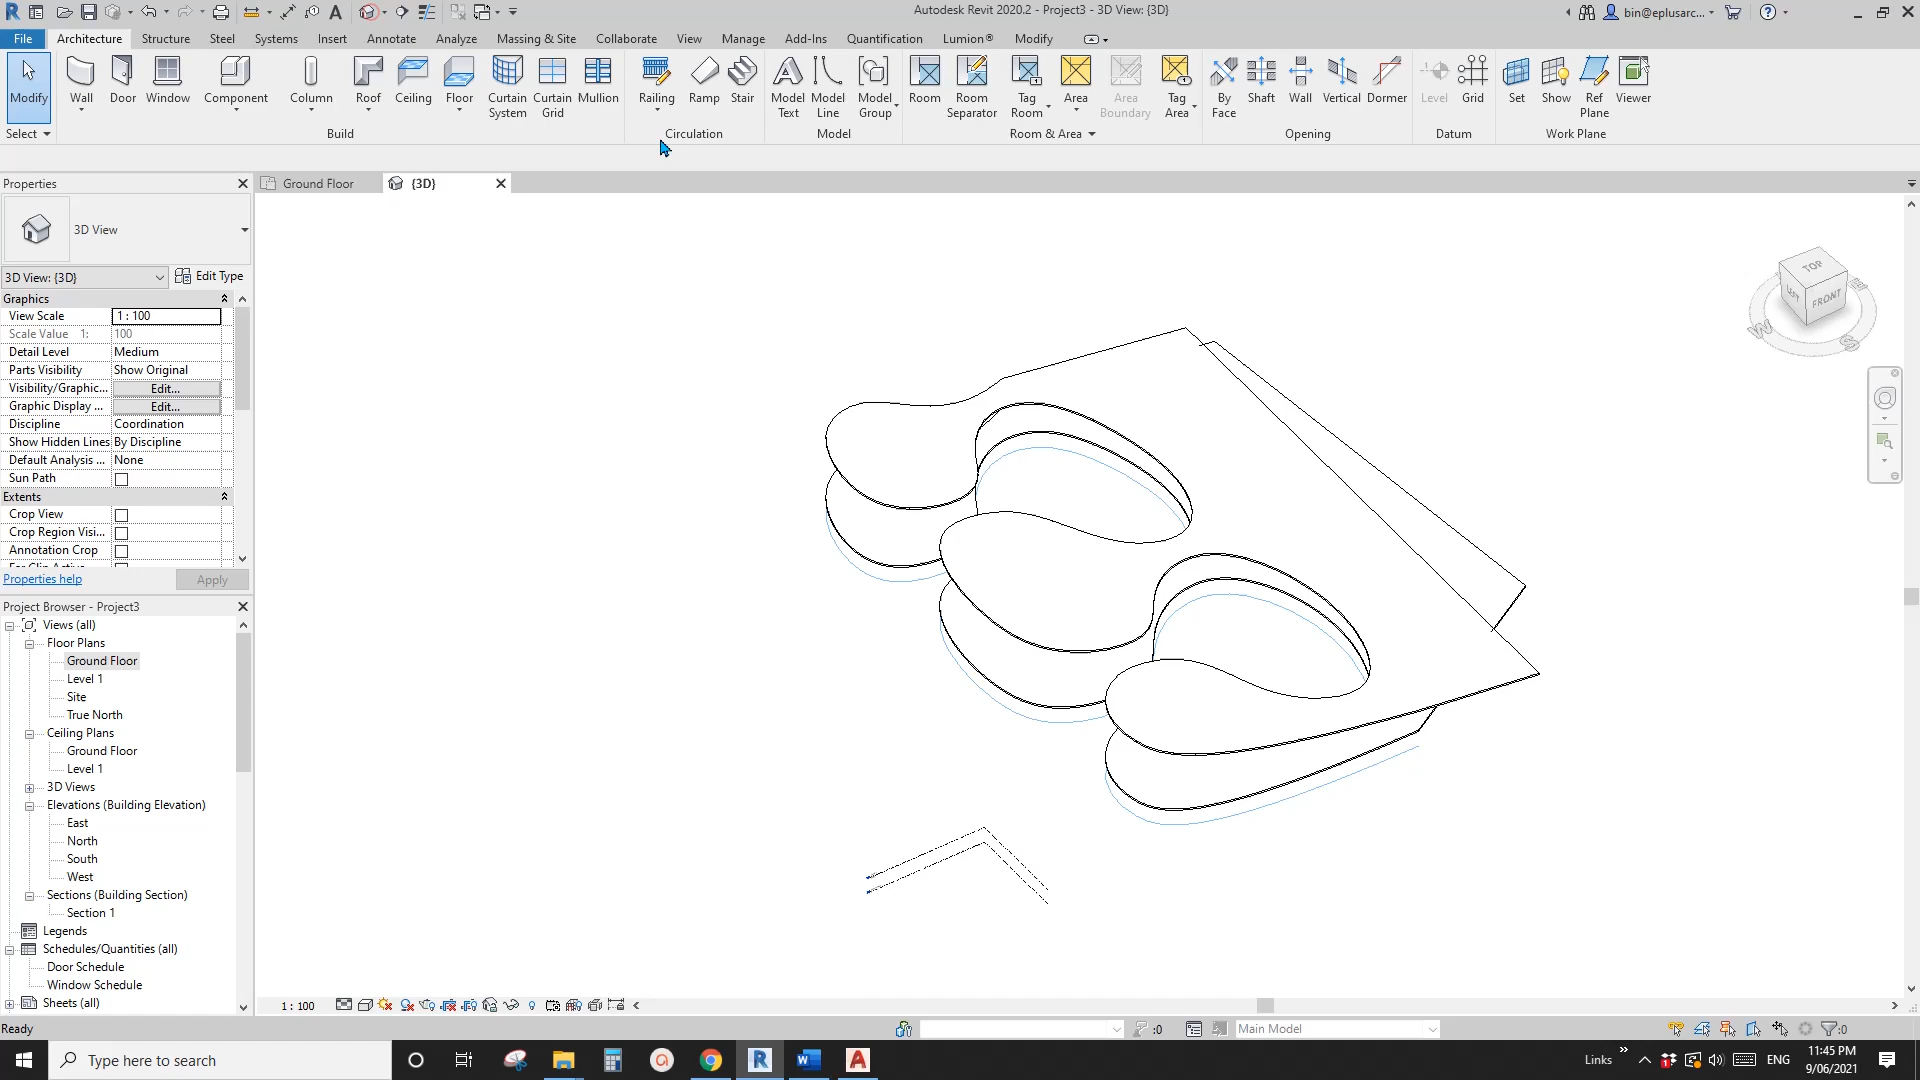 Autodesk Revit 2020.2 - Project3 - 3D View: {3D}
bin@eplusarc...
File Architecture Structure Steel Systems Insert Annotate Analyze Massing & Site Collaborate View Manage Add-Ins Quantification Lumion® Modify
Modify Wall Door Window Component Column Roof Ceiling Floor Curtain System Curtain Grid Mullion Railing Ramp Stair Model Text Model Line Model Group Room Room Separator Tag Room Area Area Boundary Tag Area By Face Shaft Wall Vertical Dormer Level Grid Set Show Ref Plane Viewer
Select Build Circulation Model Room & Area Opening Datum Work Plane
Properties
Ground Floor
{3D}
3D View
3D View: {3D}
Edit Type
Graphics
View Scale 1 : 100
Scale Value 1: 100
Detail Level Medium
Parts Visibility Show Original
Visibility/Graphic... Edit...
Graphic Display ... Edit...
Discipline Coordination
Show Hidden Lines By Discipline
Default Analysis ... None
Sun Path
Extents
Crop View
Crop Region Visi...
Annotation Crop
Properties help
Apply
Project Browser - Project3
Views (all)
Floor Plans
Ground Floor
Level 1
Site
True North
Ceiling Plans
Ground Floor
Level 1
3D Views
Elevations (Building Elevation)
East
North
South
West
Sections (Building Section)
Section 1
Legends
Schedules/Quantities (all)
Door Schedule
Window Schedule
Sheets (all)
TOP
LEFT
FRONT
W
S
1 : 100
Ready
:0
Main Model
:0
Type here to search
Links
ENG
11:45 PM
9/06/2021